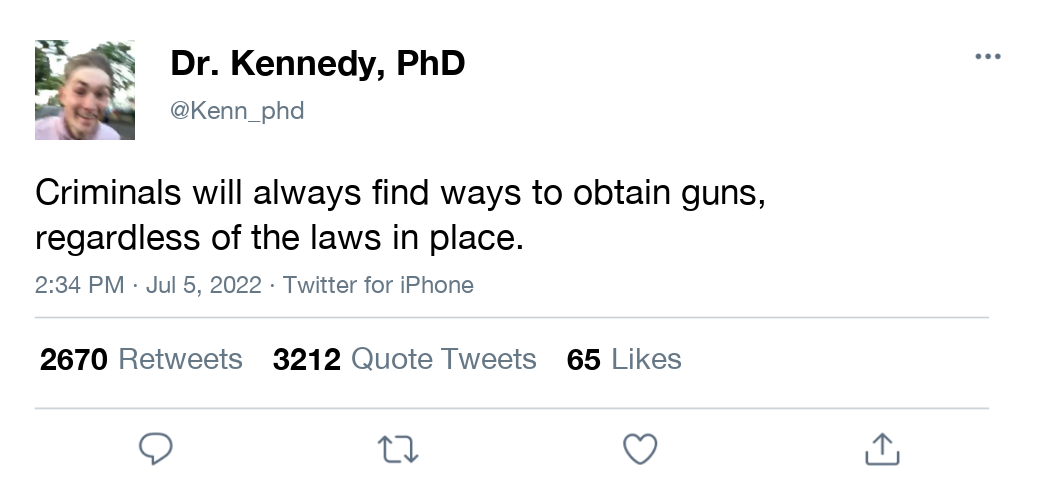 Dr. Kennedy, PhD
@Kenn_phd
Criminals will always find ways to obtain guns,
regardless of the laws in place.
2:34 PM · Jul 5, 2022 · Twitter for iPhone
2670 Retweets 3212 Quote Tweets 65 Likes